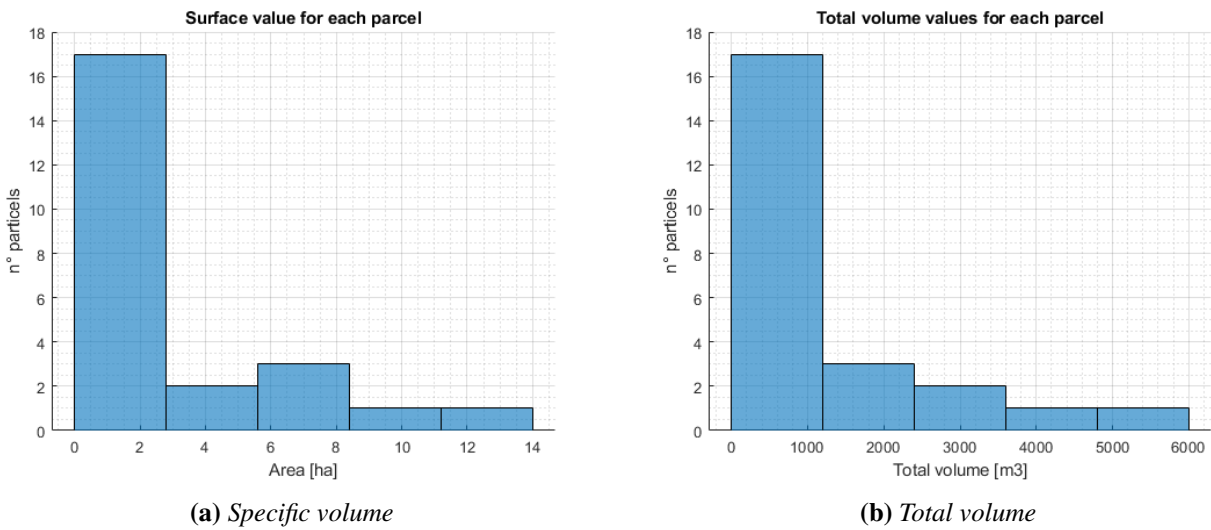 Surface value for each parcel
18
16
14
12
10
8
6
4
2
0
n° particels
0 2 4 6 8 10 12 14
Area [ha]
(a) Specific volume
Total volume values for each parcel
18
16
14
12
10
8
6
4
2
0
n° particels
0 1000 2000 3000 4000 5000 6000
Total volume [m3]
(b) Total volume